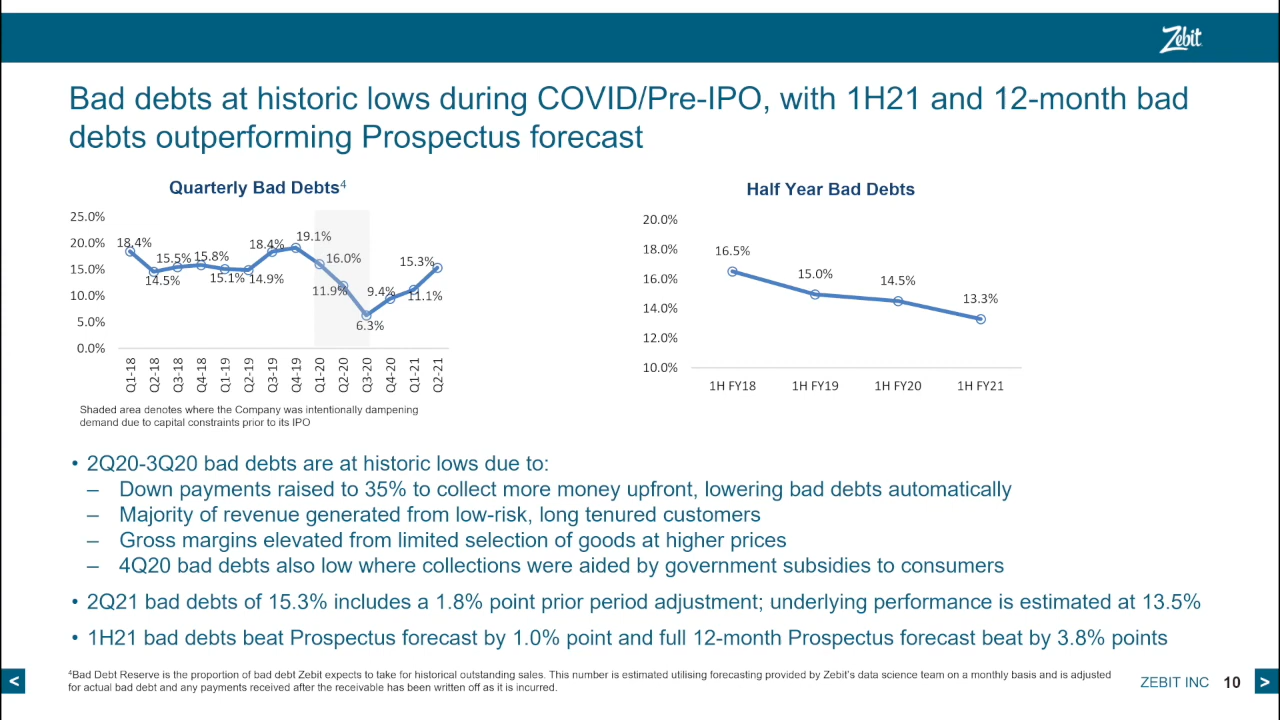 Zebit
Bad debts at historic lows during COVID/Pre-IPO, with 1H21 and 12-month bad
debts outperforming Prospectus forecast
Quarterly Bad Debts4
25.0%
20.0%
15.0%
10.0%
5.0%
0.0%
18.4%
14.5%
15.5%
15.8%
15.1%
14.9%
18.4%
19.1%
16.0%
11.9%
6.3%
9.4%
11.1%
15.3%
Q1-18
Q2-18
Q3-18
Q4-18
Q1-19
Q2-19
Q3-19
Q4-19
Q1-20
Q2-20
Q3-20
Q4-20
Q1-21
Q2-21
Shaded area denotes where the Company was intentionally dampening
demand due to capital constraints prior to its IPO
Half Year Bad Debts
20.0%
18.0%
16.0%
14.0%
12.0%
10.0%
16.5%
15.0%
14.5%
13.3%
1H FY18
1H FY19
1H FY20
1H FY21
• 2Q20-3Q20 bad debts are at historic lows due to:
– Down payments raised to 35% to collect more money upfront, lowering bad debts automatically
– Majority of revenue generated from low-risk, long tenured customers
– Gross margins elevated from limited selection of goods at higher prices
– 4Q20 bad debts also low where collections were aided by government subsidies to consumers
• 2Q21 bad debts of 15.3% includes a 1.8% point prior period adjustment; underlying performance is estimated at 13.5%
• 1H21 bad debts beat Prospectus forecast by 1.0% point and full 12-month Prospectus forecast beat by 3.8% points
4Bad Debt Reserve is the proportion of bad debt Zebit expects to take for historical outstanding sales. This number is estimated utilising forecasting provided by Zebit's data science team on a monthly basis and is adjusted
for actual bad debt and any payments received after the receivable has been written off as it is incurred.
<
ZEBIT INC 10
>